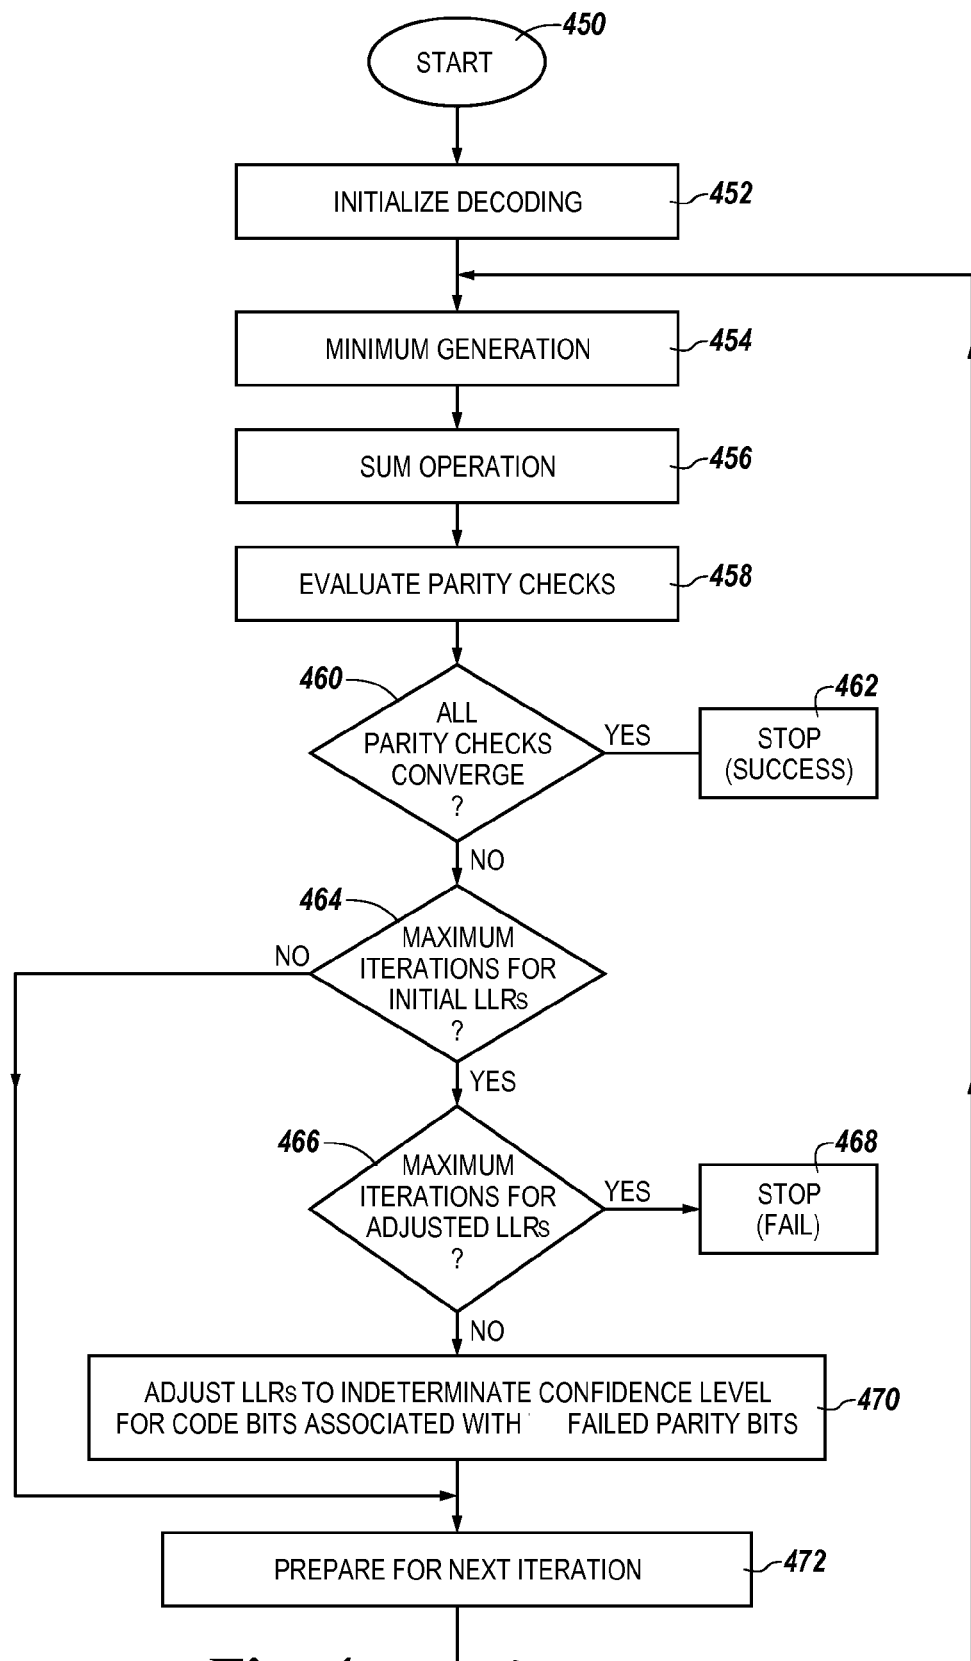 450
START
INITIALIZE DECODING
452
MINIMUM GENERATION
454
SUM OPERATION
456
EVALUATE PARITY CHECKS
458
460
ALL
PARITY CHECKS
CONVERGE
?
YES
462
STOP
(SUCCESS)
NO
464
MAXIMUM
ITERATIONS FOR
INITIAL LLRs
?
NO
YES
466
MAXIMUM
ITERATIONS FOR
ADJUSTED LLRs
?
YES
468
STOP
(FAIL)
NO
ADJUST LLRs TO INDETERMINATE CONFIDENCE LEVEL
FOR CODE BITS ASSOCIATED WITH FAILED PARITY BITS
470
PREPARE FOR NEXT ITERATION
472